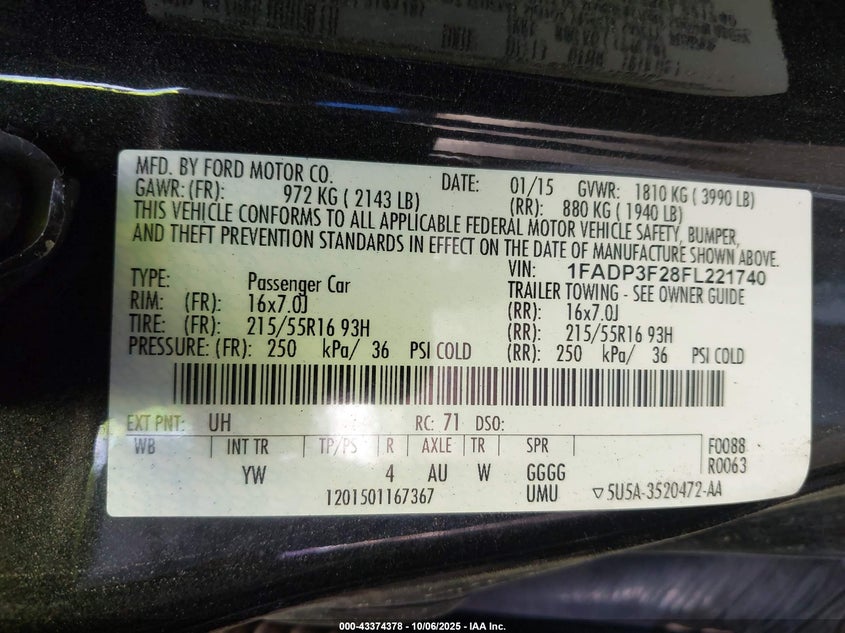 MFD. BY FORD MOTOR CO. DATE: 01/15 GVWR: 1810 KG ( 3990 LB)
GAWR: (FR): 972 KG ( 2143 LB) (RR): 880 KG ( 1940 LB)
THIS VEHICLE CONFORMS TO ALL APPLICABLE FEDERAL MOTOR VEHICLE SAFETY, BUMPER,
AND THEFT PREVENTION STANDARDS IN EFFECT ON THE DATE OF MANUFACTURE SHOWN ABOVE.
VIN: 1FADP3F28FL221740
TYPE: Passenger Car TRAILER TOWING - SEE OWNER GUIDE
RIM: (FR): 16x7.0J (RR): 16x7.0J
TIRE: (FR): 215/55R16 93H (RR): 215/55R16 93H
PRESSURE: (FR): 250 kPa/ 36 PSI COLD (RR): 250 kPa/ 36 PSI COLD
EXT PNT: UH RC: 71 DSO:
WB INT TR TP/PS R AXLE TR SPR F0088
YW 4 AU W GGGG R0063
1201501167367 UMU ▽5U5A-3520472-AA
000-43374378 - 10/06/2025 - IAA Inc.